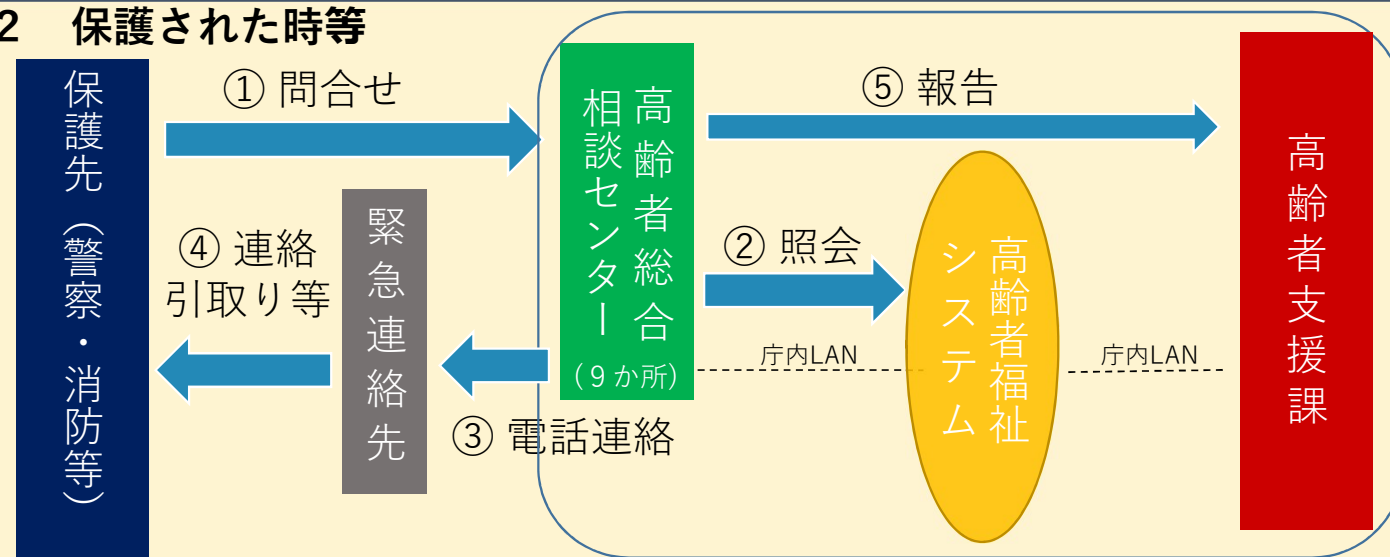 2 保護された時等
保護先（警察・消防等）
① 問合せ
④ 連絡
引取り等
緊急連絡先
③ 電話連絡
高齢者総合
相談センター
(９か所)
⑤ 報告
② 照会
庁内LAN
高齢者福祉
システム
庁内LAN
高齢者支援課